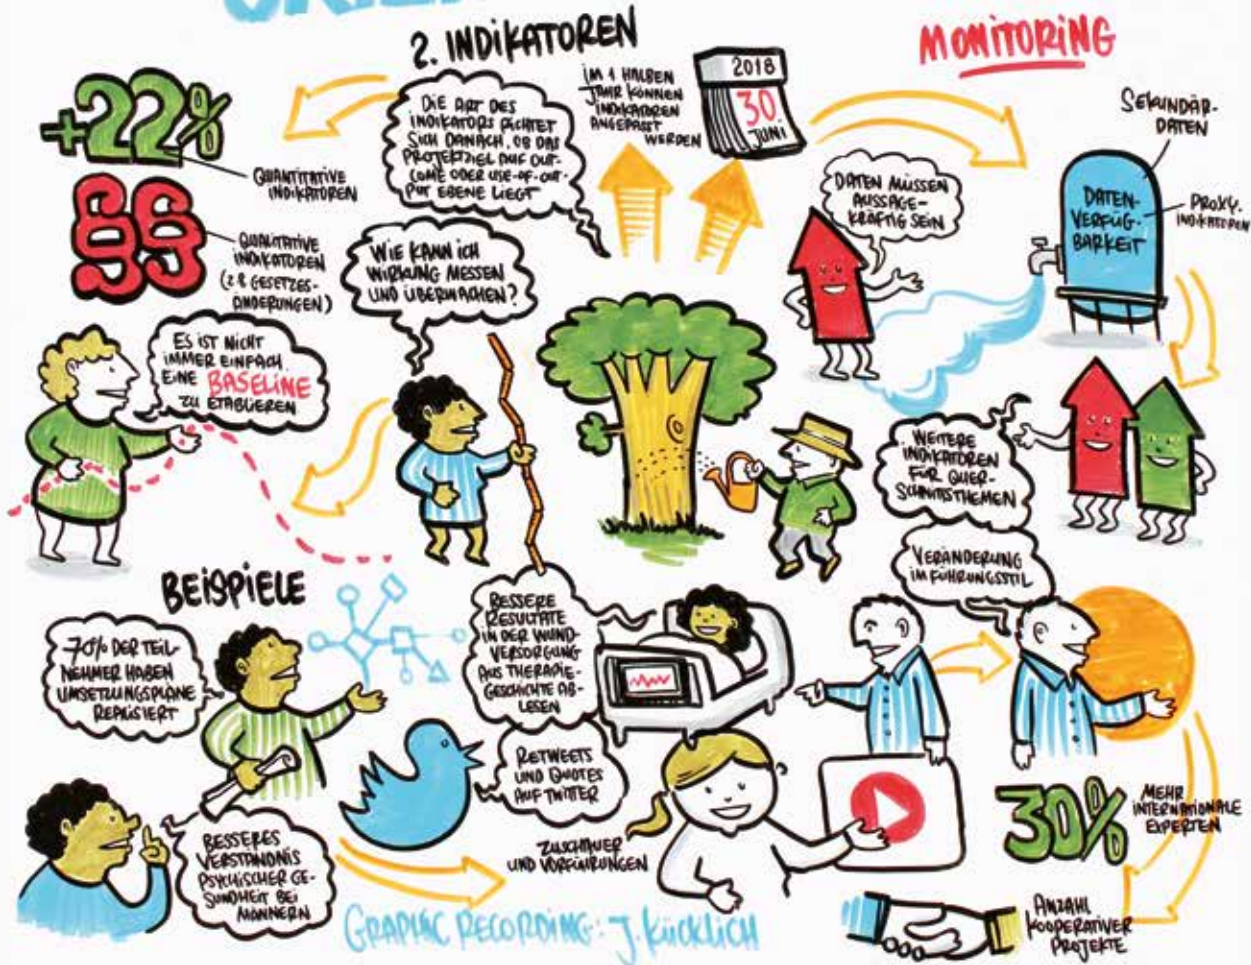 2. INDIKATOREN
MONITORING
+22%
QUANTITATIVE
INDIKATOREN
§§
QUALITATIVE
INDIKATOREN
(z.B. GESETZES-
ÄNDERUNGEN)
DIE ART DES
INDIKATORS RICHTET
SICH DANACH, OB DAS
PROJEKTZIEL AUF OUT-
COME ODER USE-OF-OUT-
PUT EBENE LIEGT
IM 1 HALBEN
JAHR KÖNNEN
INDIKATOREN
ANGEPASST
WERDEN
2018
30
JUNI
SEKUNDÄR-
DATEN
DATEN-
VERFÜG-
BARKEIT
PROXY-
INDIKATOREN
DATEN MÜSSEN
AUSSAGE-
KRÄFTIG SEIN
WIE KANN ICH
WIRKUNG MESSEN
UND ÜBERWACHEN?
ES IST NICHT
IMMER EINFACH
EINE BASELINE
ZU ETABLIEREN
WEITERE
INDIKATOREN
FÜR QUER-
SCHNITTSTHEMEN
VERÄNDERUNG
IM FÜHRUNGSSTIL
BEISPIELE
70% DER TEIL-
NEHMER HABEN
UMSETZUNGSPLÄNE
REALISIERT
BESSERE
RESULTATE
IN DER WUND-
VERSORGUNG
AUS THERAPIE-
GESCHICHTE AB-
LESEN
RETWEETS
UND QUOTES
AUF TWITTER
BESSERES
VERSTÄNDNIS
PSYCHISCHER GE-
SUNDHEIT BEI
MÄNNERN
ZUSCHAUER
UND VORFÜHRUNGEN
30%
MEHR
INTERNATIONALE
EXPERTEN
ANZAHL
KOOPERATIVER
PROJEKTE
GRAPHIC RECORDING: J. KÜCKLICH